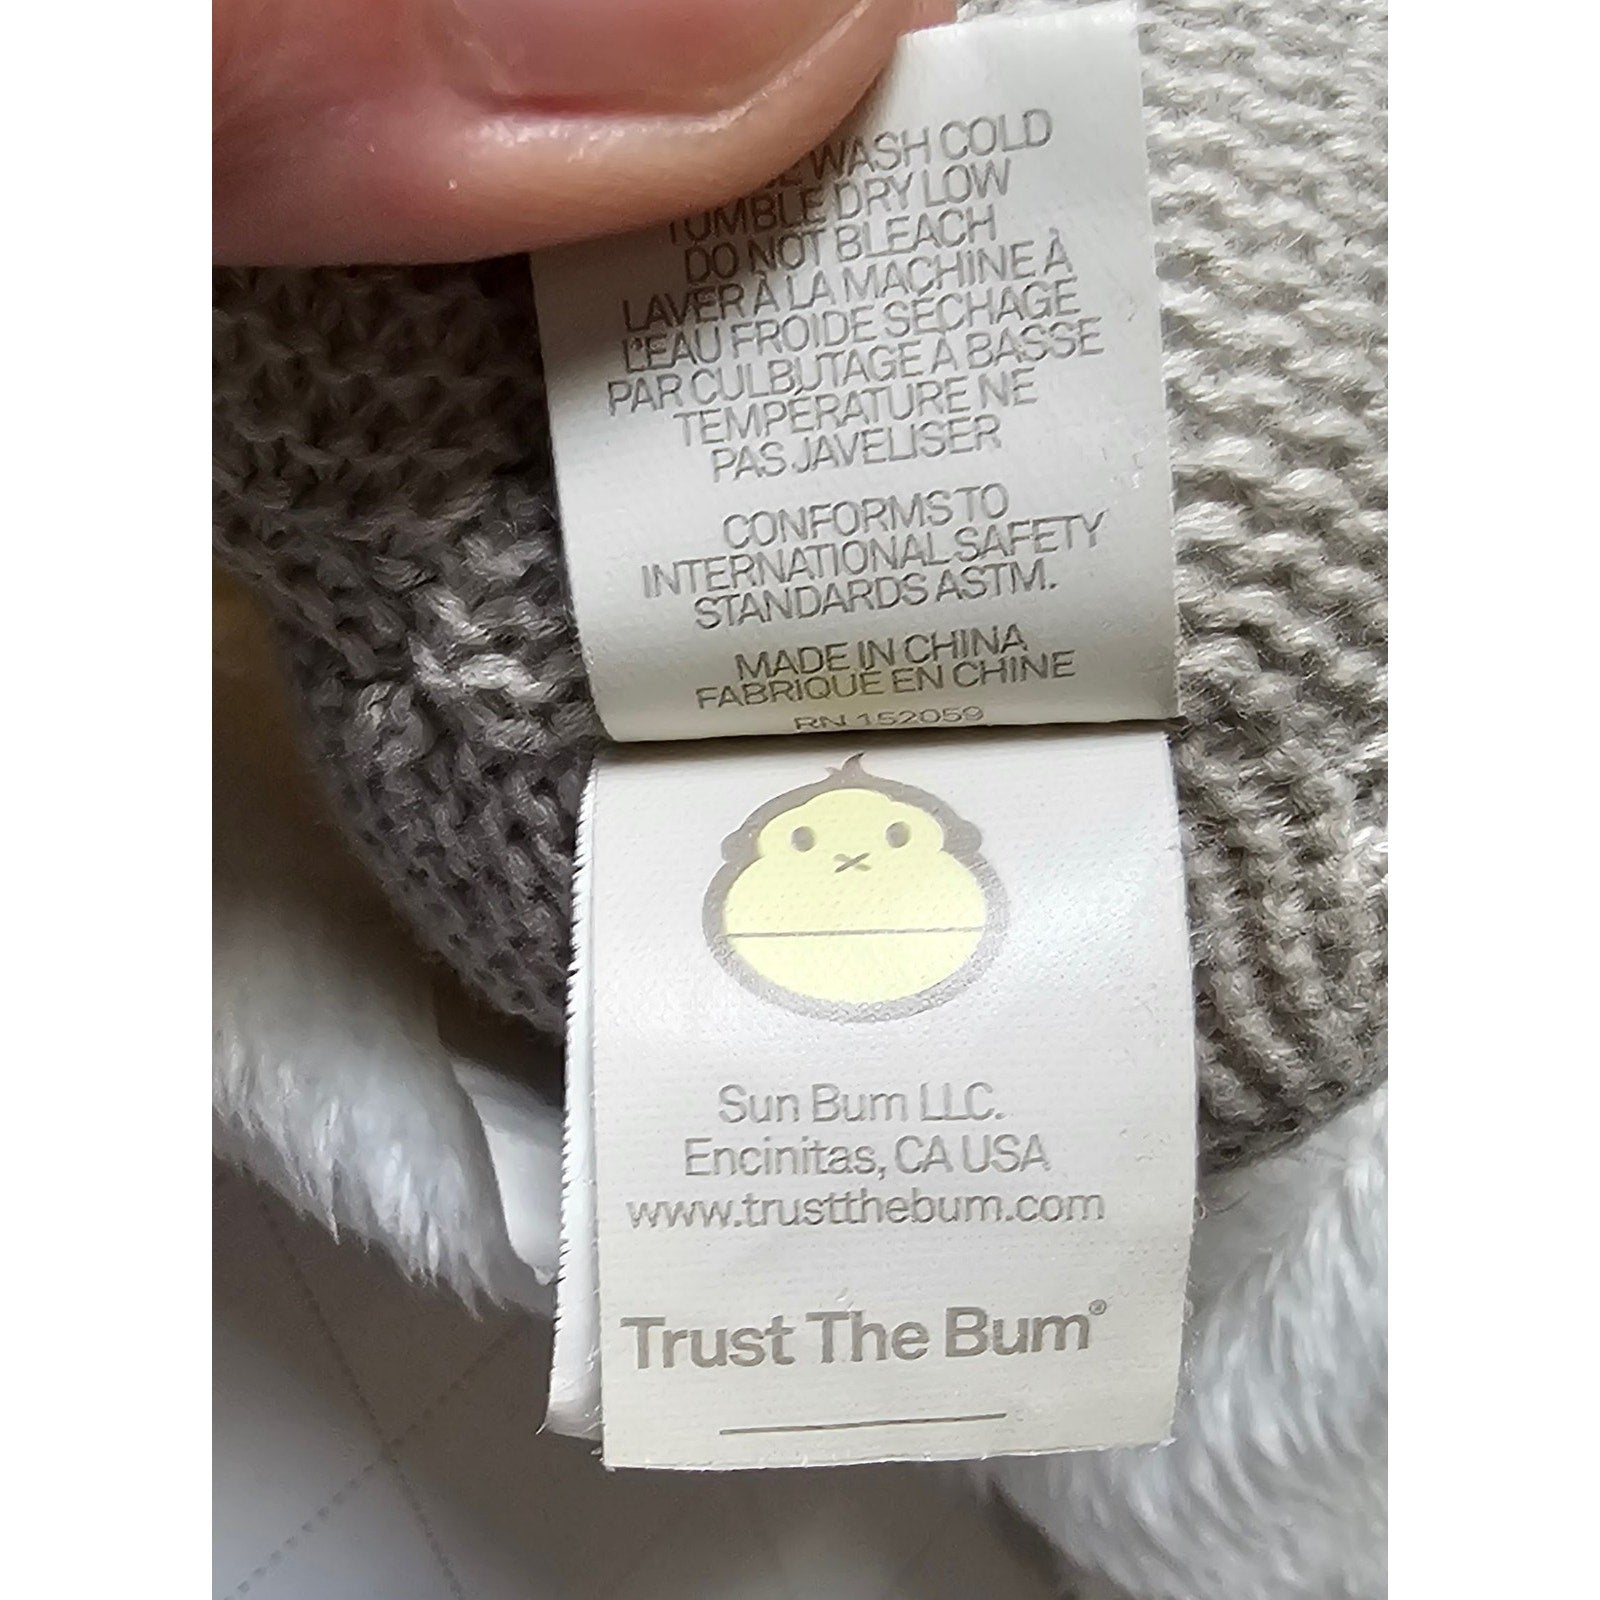 WASH COLD
TUMBLE DRY LOW
DO NOT BLEACH
LAVER À LA MACHINE À
L'EAU FROIDE SÉCHAGE
PAR CULBUTAGE A BASSE
TEMPÉRATURE NE
PAS JAVELISER
CONFORMS TO
INTERNATIONAL SAFETY
STANDARDS ASTM.
MADE IN CHINA
FABRIQUÉ EN CHINE
RN 152059
Sun Bum LLC.
Encinitas, CA USA
www.trustthebum.com
Trust The Bum®